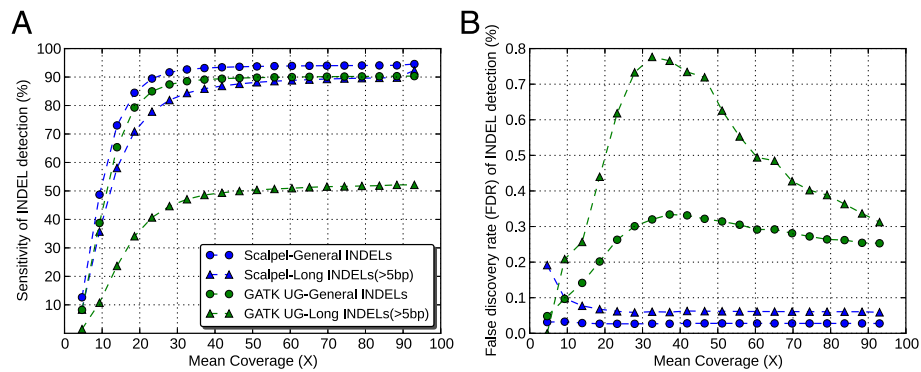 A
Sensitivity of INDEL detection (%)
100
90
80
70
60
50
40
30
20
10
0 10 20 30 40 50 60 70 80 90 100
Mean Coverage (X)
Scalpel-General INDELs
Scalpel-Long INDELs(>5bp)
GATK UG-General INDELs
GATK UG-Long INDELs(>5bp)
B
False discovery rate (FDR) of INDEL detection (%)
0.8
0.7
0.6
0.5
0.4
0.3
0.2
0.1
0.0
0 10 20 30 40 50 60 70 80 90 100
Mean Coverage (X)